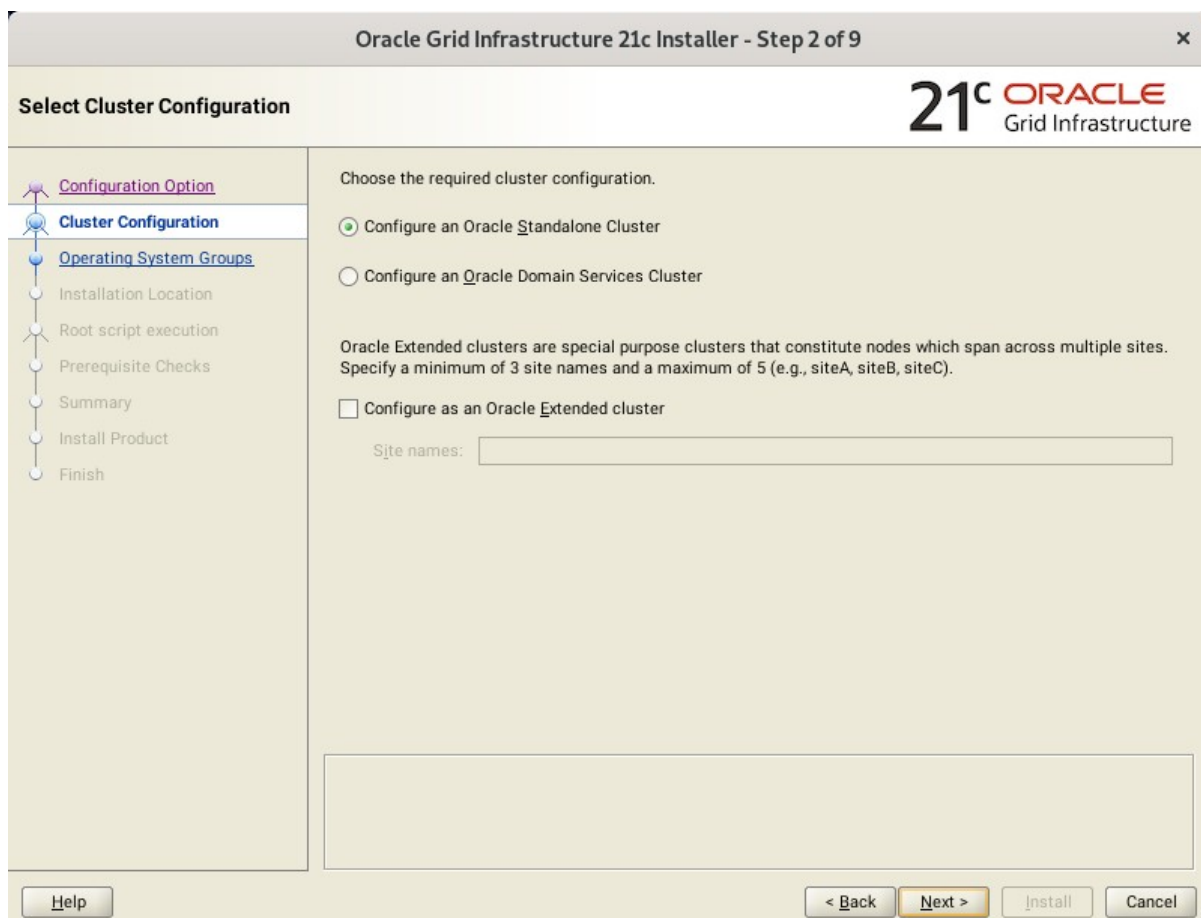 Oracle Grid Infrastructure 21c Installer - Step 2 of 9
Select Cluster Configuration
21c ORACLE
Grid Infrastructure
Configuration Option
Cluster Configuration
Operating System Groups
Installation Location
Root script execution
Prerequisite Checks
Summary
Install Product
Finish
Choose the required cluster configuration.
Configure an Oracle Standalone Cluster
Configure an Oracle Domain Services Cluster
Oracle Extended clusters are special purpose clusters that constitute nodes which span across multiple sites.
Specify a minimum of 3 site names and a maximum of 5 (e.g., siteA, siteB, siteC).
Configure as an Oracle Extended cluster
Site names:
Help
< Back
Next >
Install
Cancel